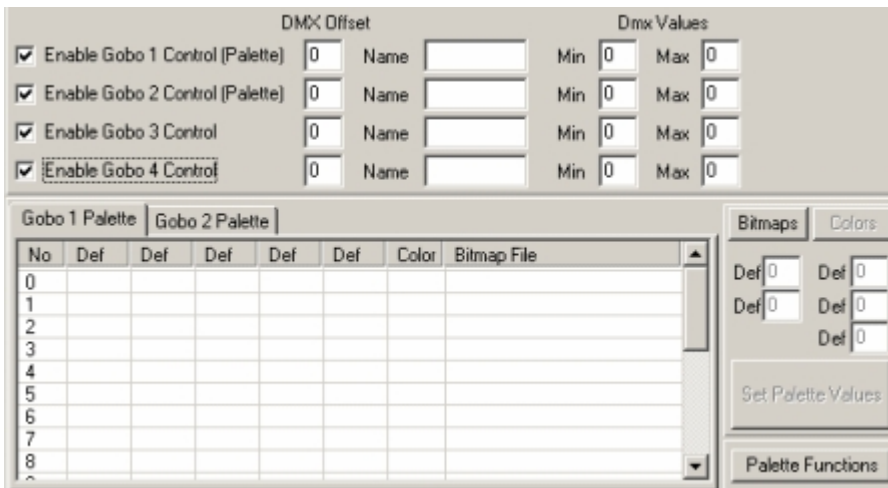 DMX Offset Dmx Values
Enable Gobo 1 Control (Palette) 0 Name Min 0 Max 0
Enable Gobo 2 Control (Palette) 0 Name Min 0 Max 0
Enable Gobo 3 Control 0 Name Min 0 Max 0
Enable Gobo 4 Control 0 Name Min 0 Max 0
Gobo 1 Palette Gobo 2 Palette
No Def Def Def Def Def Color Bitmap File
0
1
2
3
4
5
6
7
8
Bitmaps Colors
Def 0 Def 0
Def 0 Def 0
Def 0
Set Palette Values
Palette Functions